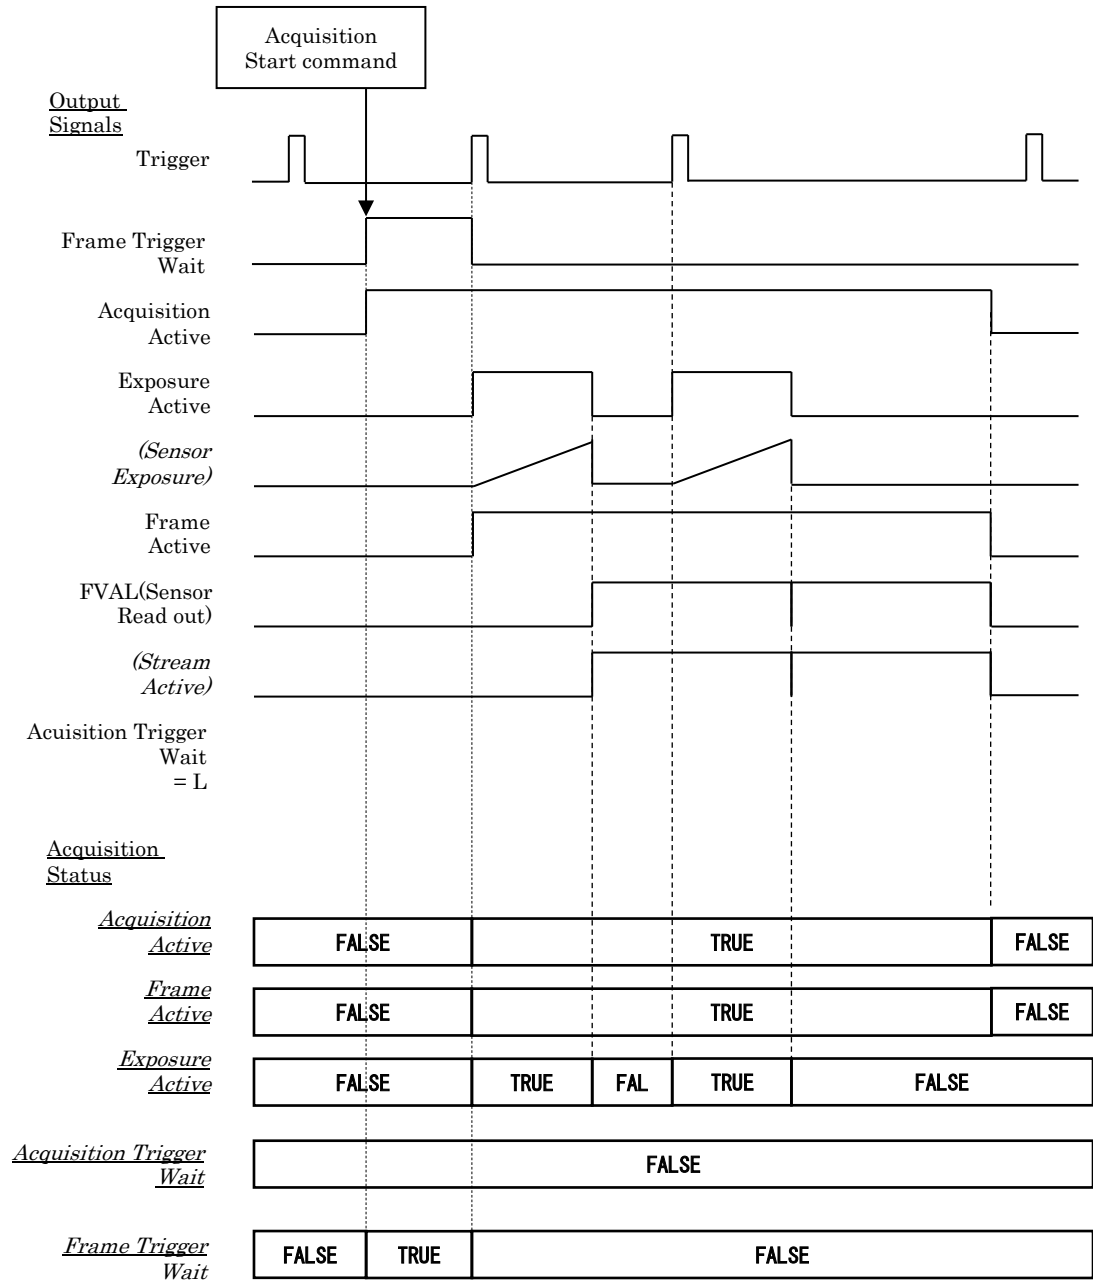 Acquisition
Start command
Output
Signals
Trigger
Frame Trigger
Wait
Acquisition
Active
Exposure
Active
(Sensor
Exposure)
Frame
Active
FVAL(Sensor
Read out)
(Stream
Active)
Acuisition Trigger
Wait
= L
Acquisition
Status
Acquisition
Active
FALSE TRUE FALSE
Frame
Active
FALSE TRUE FALSE
Exposure
Active
FALSE TRUE FAL TRUE FALSE
Acquisition Trigger
Wait
FALSE
Frame Trigger
Wait
FALSE TRUE FALSE